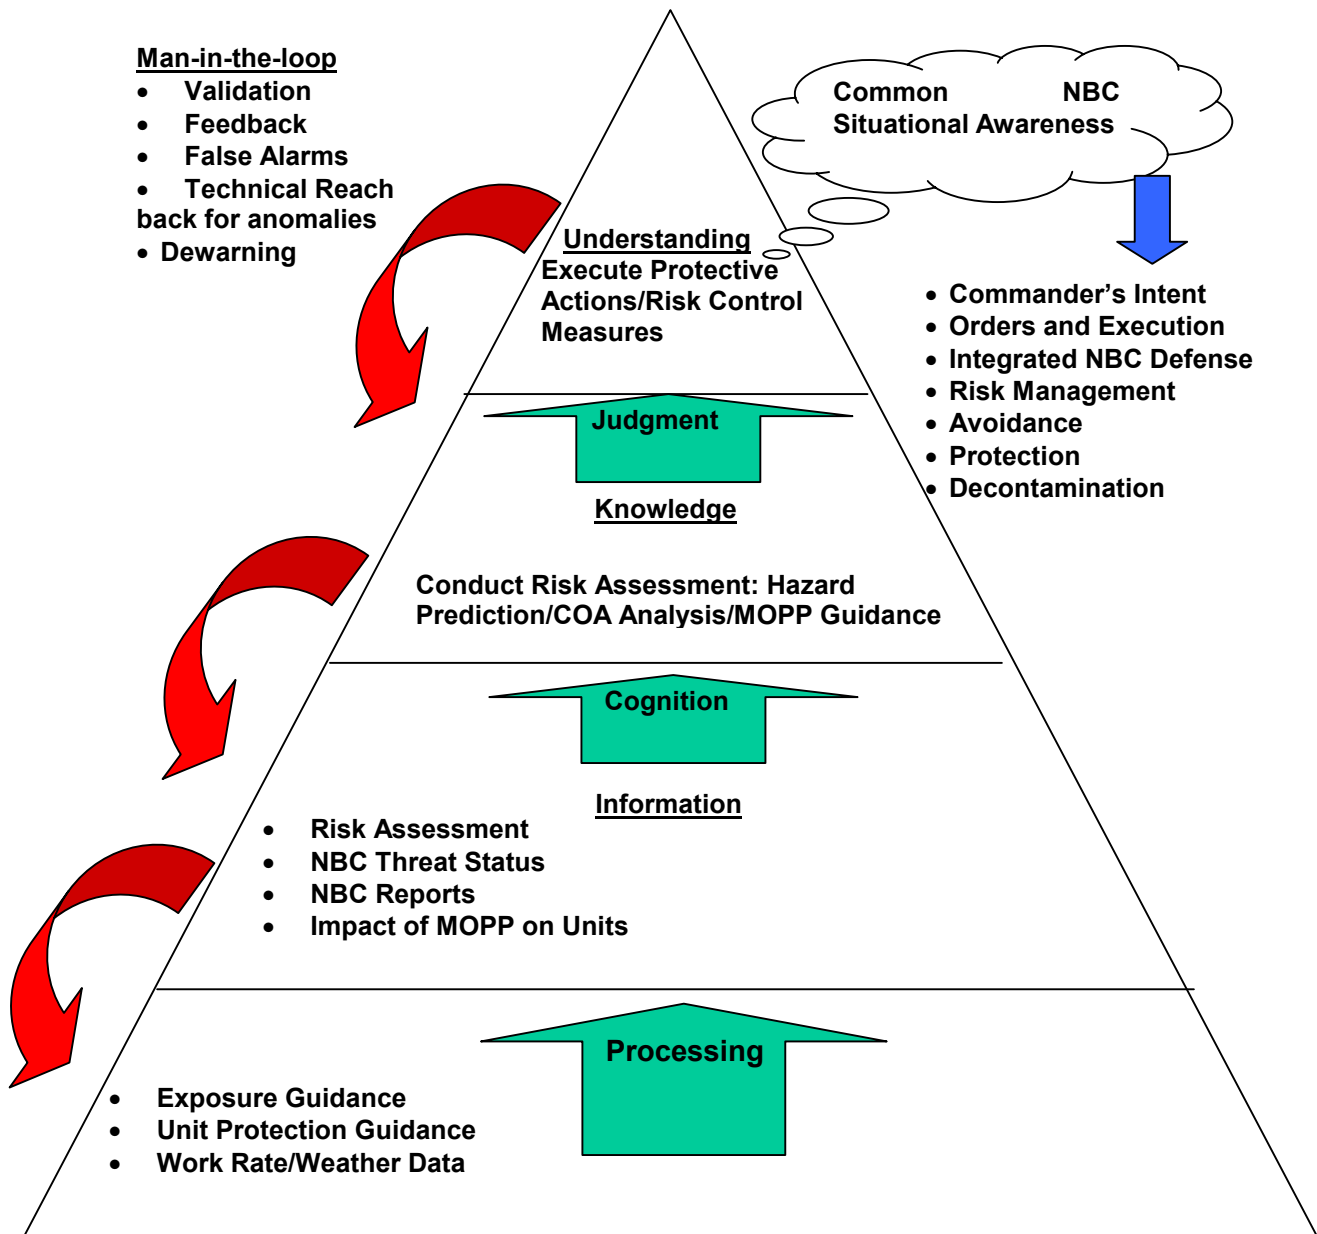 Man-in-the-loop
• Validation
• Feedback
• False Alarms
• Technical Reach
back for anomalies
• Dewarning
Common NBC
Situational Awareness
Understanding
Execute Protective
Actions/Risk Control
Measures
• Commander’s Intent
• Orders and Execution
• Integrated NBC Defense
• Risk Management
• Avoidance
• Protection
• Decontamination
Judgment
Knowledge
Conduct Risk Assessment: Hazard
Prediction/COA Analysis/MOPP Guidance
Cognition
Information
• Risk Assessment
• NBC Threat Status
• NBC Reports
• Impact of MOPP on Units
Processing
• Exposure Guidance
• Unit Protection Guidance
• Work Rate/Weather Data